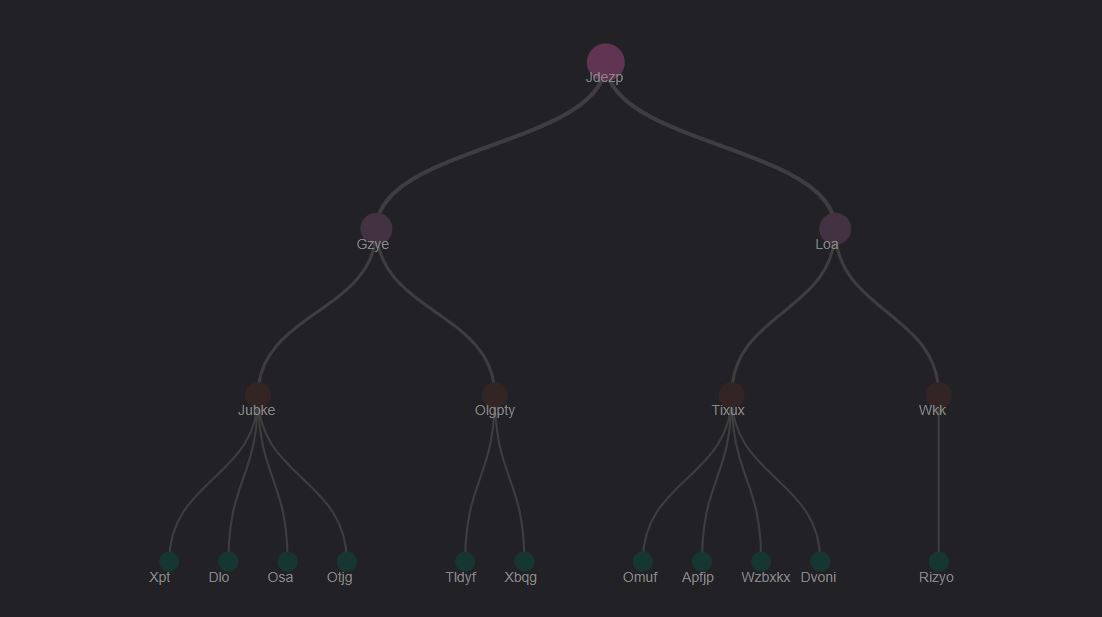 Jdezp
Gzye
Loa
Jubke
Olgpty
Tixux
Wkk
Xpt
Dlo
Osa
Otjg
Tldyf
Xbqg
Omuf
Apfjp
Wzbxkx
Dvoni
Rizyo